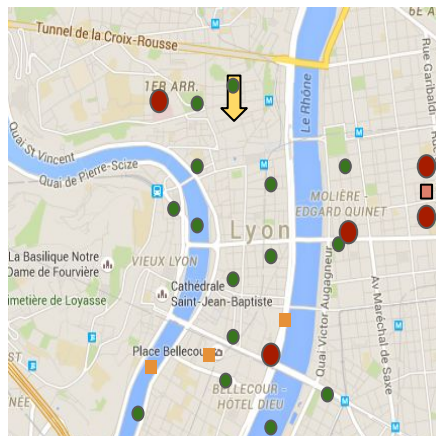 6E A
Tunnel de la Croix-Rousse
Rue Garibaldi
1ER ARR.
Le Rhône
Quai St Vincent
Quai de Pierre-Scize
MOLIÈRE -
EDGARD QUINET
Lyon
La Basilique Notre
Dame de Fourvière
VIEUX LYON
Cathédrale
Saint-Jean-Baptiste
imetière de Loyasse
Quai Victor Augagneur
Av Maréchal de Saxe
Place Bellecour
BELLECOUR -
HÔTEL DIEU
ST
NÉE
M
M
M
M
M
M
M